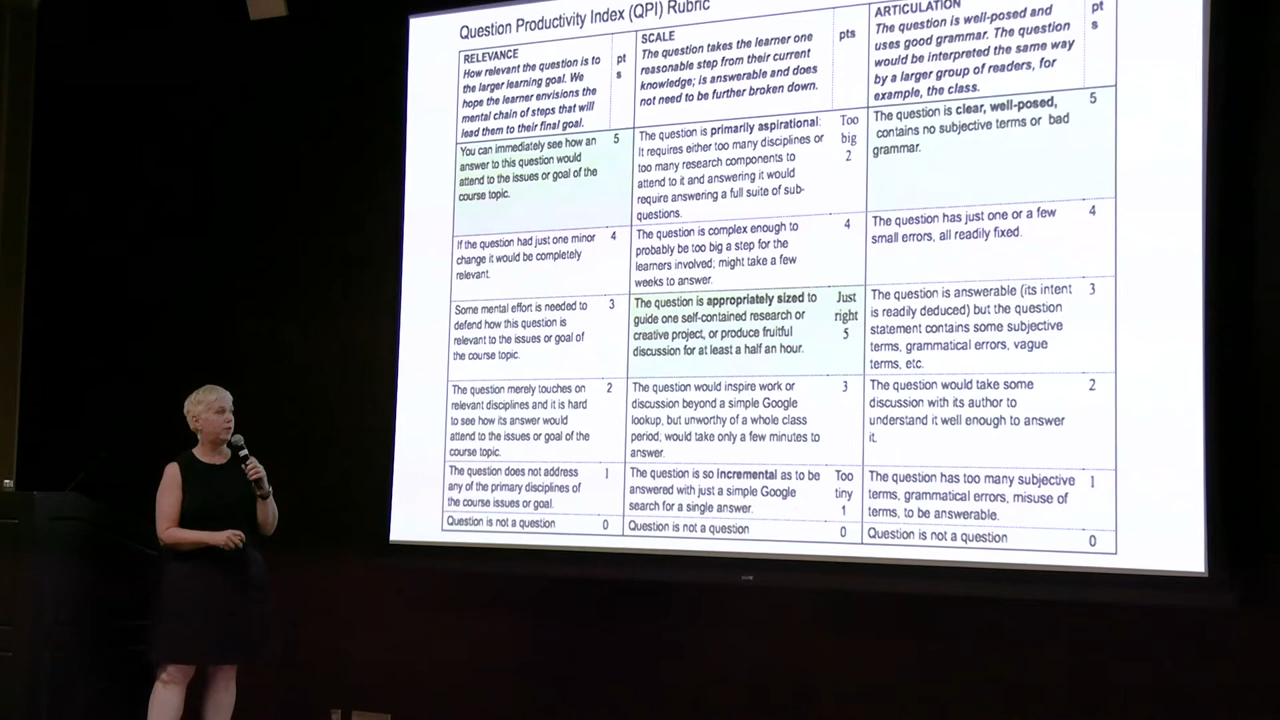 Question Productivity Index (QPI) Rubric
RELEVANCE
How relevant the question is to
the larger learning goal. We
hope the learner envisions the
mental chain of steps that will
lead them to their final goal.
pt
s
SCALE
The question takes the learner one
reasonable step from their current
knowledge; is answerable and does
not need to be further broken down.
pts
ARTICULATION
The question is well-posed and
uses good grammar. The question
would be interpreted the same way
by a larger group of readers, for
example, the class.
pt
s
You can immediately see how an
answer to this question would
attend to the issues or goal of the
course topic.
5
The question is primarily aspirational:
It requires either too many disciplines or
too many research components to
attend to it and answering it would
require answering a full suite of sub-
questions.
Too
big
2
The question is clear, well-posed,
contains no subjective terms or bad
grammar.
5
If the question had just one minor
change it would be completely
relevant.
4
The question is complex enough to
probably be too big a step for the
learners involved; might take a few
weeks to answer.
4
The question has just one or a few
small errors, all readily fixed.
4
Some mental effort is needed to
defend how this question is
relevant to the issues or goal of
the course topic.
3
The question is appropriately sized to
guide one self-contained research or
creative project, or produce fruitful
discussion for at least a half an hour.
Just
right
5
The question is answerable (its intent
is readily deduced) but the question
statement contains some subjective
terms, grammatical errors, vague
terms, etc.
3
The question merely touches on
relevant disciplines and it is hard
to see how its answer would
attend to the issues or goal of the
course topic.
2
The question would inspire work or
discussion beyond a simple Google
lookup, but unworthy of a whole class
period; would take only a few minutes to
answer.
3
The question would take some
discussion with its author to
understand it well enough to answer
it.
2
The question does not address
any of the primary disciplines of
the course issues or goal.
1
The question is so incremental as to be
answered with just a simple Google
search for a single answer.
Too
tiny
1
The question has too many subjective
terms, grammatical errors, misuse of
terms, to be answerable.
1
Question is not a question
0
Question is not a question
0
Question is not a question
0